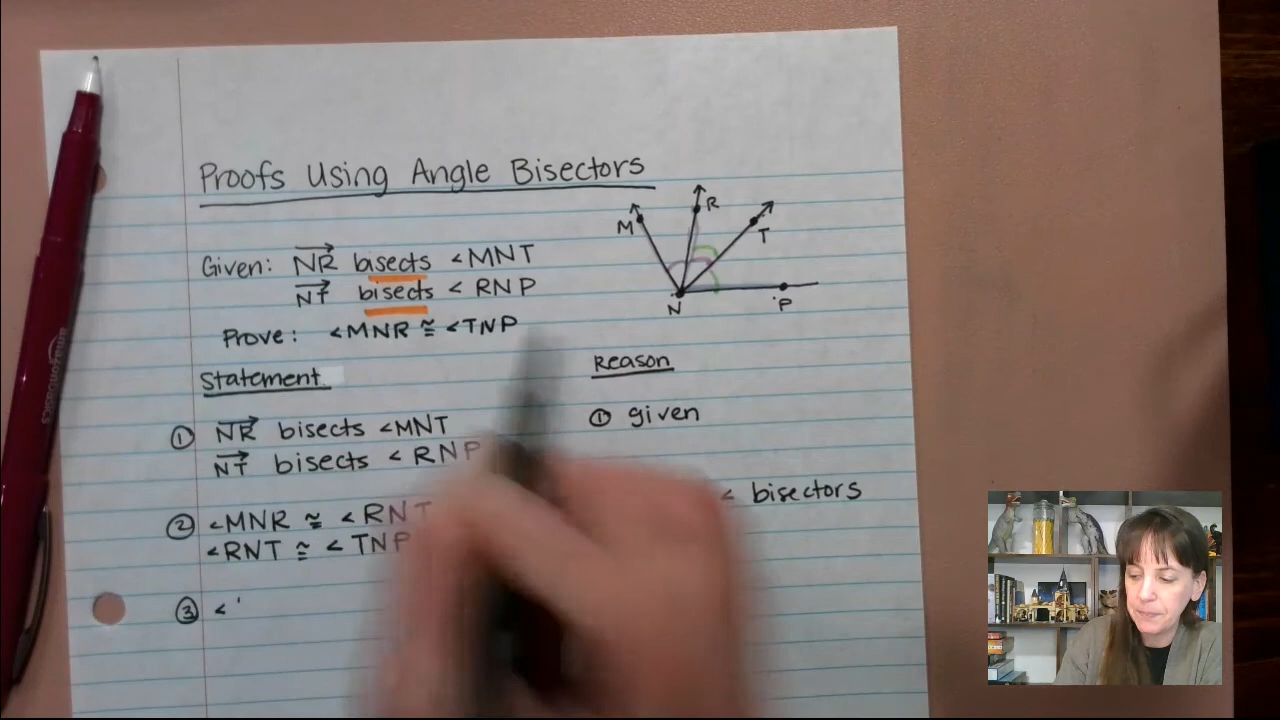 Proofs Using Angle Bisectors
M
R
T
N
P
Given: NR bisects <MNT
NT bisects < RNP
Prove: <MNR ≅ <TNP
Statement
Reason
① NR bisects <MNT
NT bisects < RNP
① given
② <MNR ≅ <RNT
<RNT ≅ < TNP
< bisectors
③ <